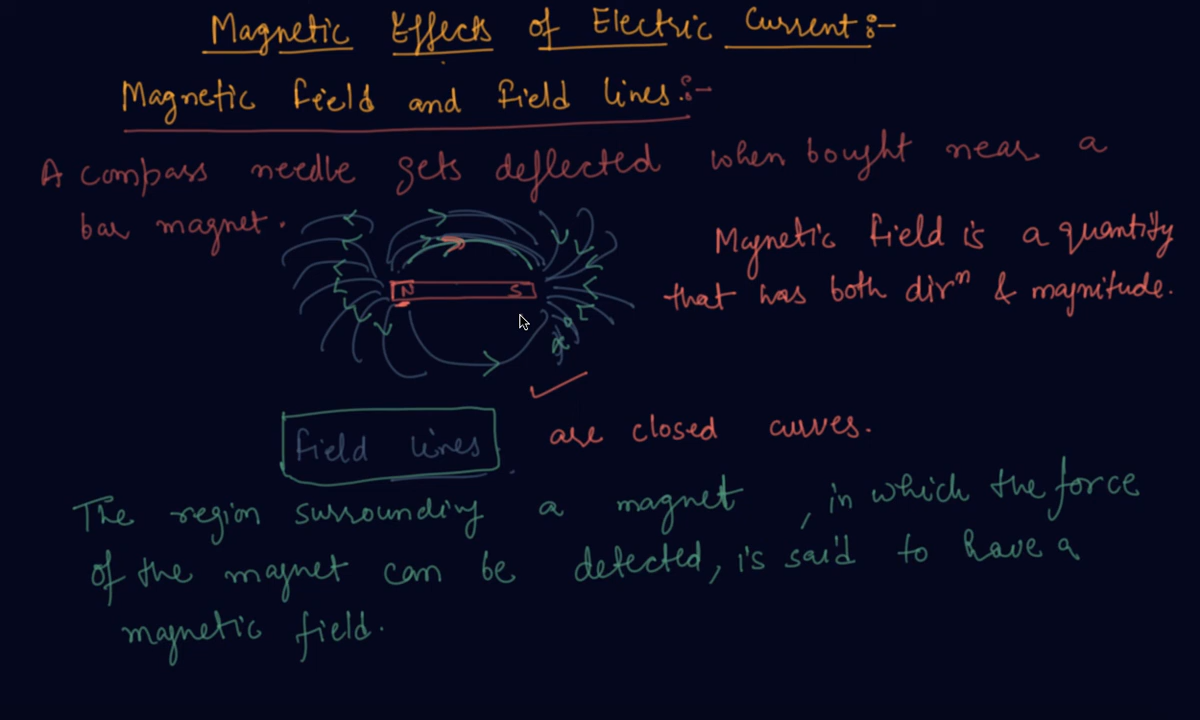 Magnetic Effects of Electric Current:-
Magnetic field and field lines:-
A compass needle gets deflected when bought near a
bar magnet.
N S
Magnetic field is a quantity
that has both dirⁿ & magnitude.
field lines are closed curves.
The region surrounding a magnet, in which the force
of the magnet can be detected, is said to have a
magnetic field.